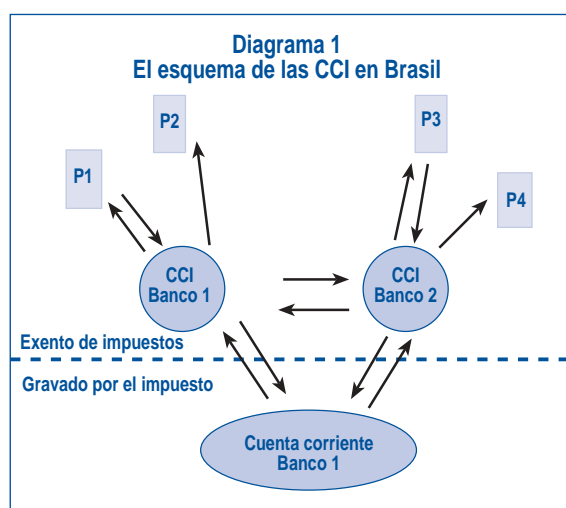 Diagrama 1
El esquema de las CCI en Brasil
P2
P3
P1
P4
CCI
Banco 1
CCI
Banco 2
Exento de impuestos
Gravado por el impuesto
Cuenta corriente
Banco 1